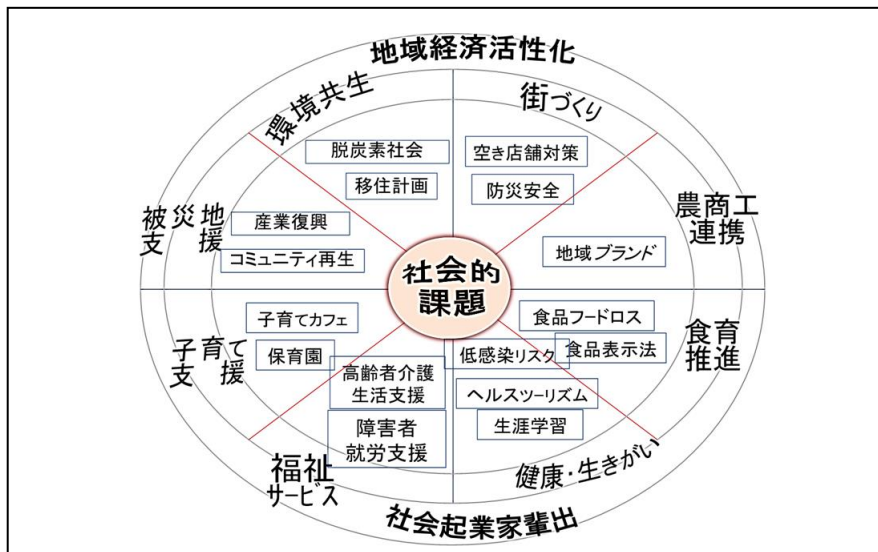 地域経済活性化
環境共生
街づくり
脱炭素社会
空き店舗対策
移住計画
防災安全
被災地
支援
産業復興
コミュニティ再生
農商工
連携
地域ブランド
社会的
課題
子育て
支援
子育てカフェ
保育園
食品フードロス
食品表示法
食育
推進
低感染リスク
高齢者介護
生活支援
ヘルスツーリズム
生涯学習
障害者
就労支援
福祉
サービス
健康・生きがい
社会起業家輩出